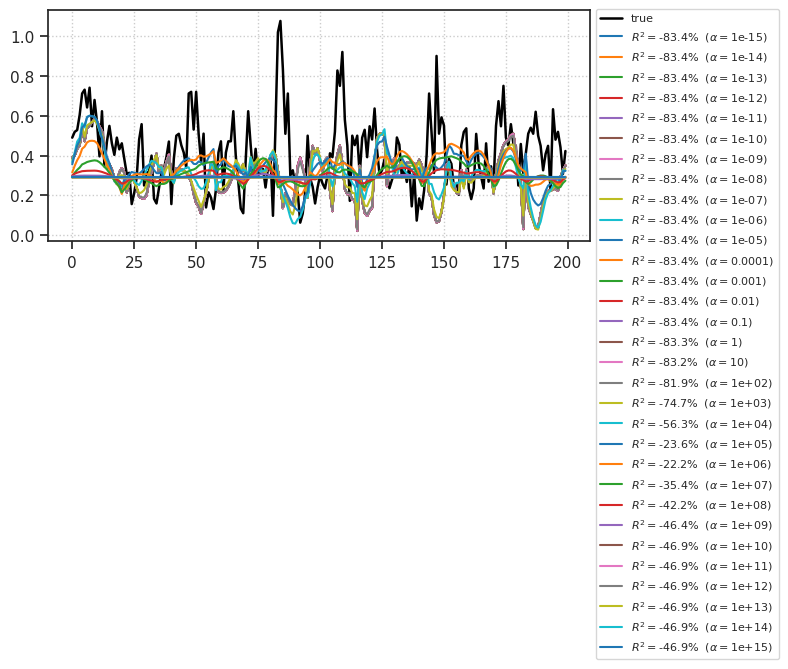 1.0
0.8
0.6
0.4
0.2
0.0
0 25 50 75 100 125 150 175 200
true
R² = -83.4% (α = 1e-15)
R² = -83.4% (α = 1e-14)
R² = -83.4% (α = 1e-13)
R² = -83.4% (α = 1e-12)
R² = -83.4% (α = 1e-11)
R² = -83.4% (α = 1e-10)
R² = -83.4% (α = 1e-09)
R² = -83.4% (α = 1e-08)
R² = -83.4% (α = 1e-07)
R² = -83.4% (α = 1e-06)
R² = -83.4% (α = 1e-05)
R² = -83.4% (α = 0.0001)
R² = -83.4% (α = 0.001)
R² = -83.4% (α = 0.01)
R² = -83.4% (α = 0.1)
R² = -83.3% (α = 1)
R² = -83.2% (α = 10)
R² = -81.9% (α = 1e+02)
R² = -74.7% (α = 1e+03)
R² = -56.3% (α = 1e+04)
R² = -23.6% (α = 1e+05)
R² = -22.2% (α = 1e+06)
R² = -35.4% (α = 1e+07)
R² = -42.2% (α = 1e+08)
R² = -46.4% (α = 1e+09)
R² = -46.9% (α = 1e+10)
R² = -46.9% (α = 1e+11)
R² = -46.9% (α = 1e+12)
R² = -46.9% (α = 1e+13)
R² = -46.9% (α = 1e+14)
R² = -46.9% (α = 1e+15)